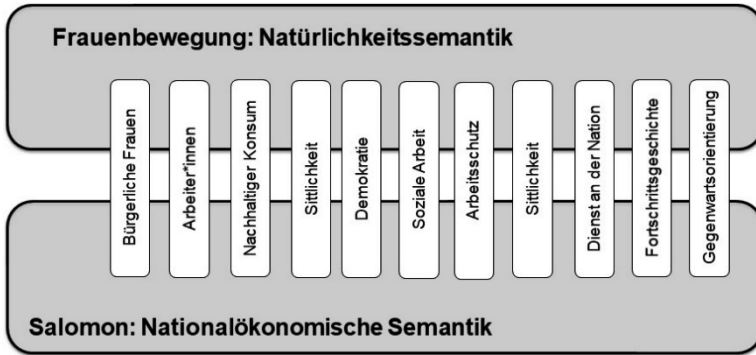 Frauenbewegung: Natürlichkeitssemantik
Bürgerliche Frauen
Arbeiter*innen
Nachhaltiger Konsum
Sittlichkeit
Demokratie
Soziale Arbeit
Arbeitsschutz
Sittlichkeit
Dienst an der Nation
Fortschrittsgeschichte
Gegenwartsorientierung
Salomon: Nationalökonomische Semantik